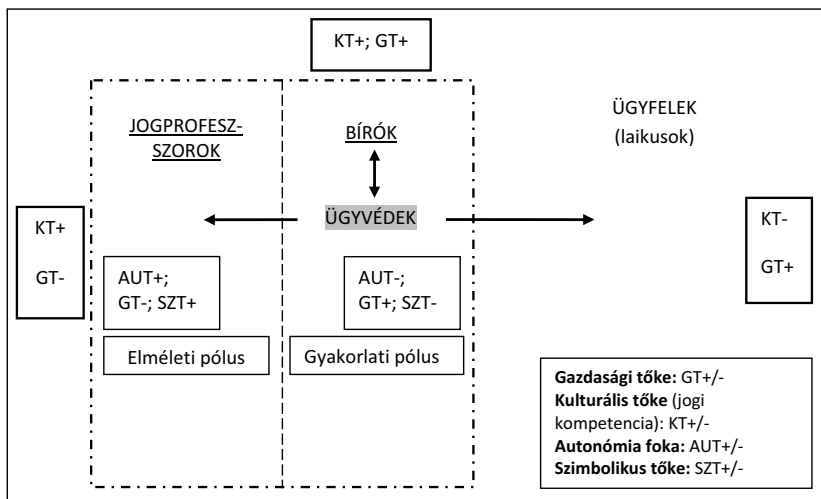 KT+; GT+
JOGPROFESZ-
SZOROK
BÍRÓK
ÜGYFELEK
(laikusok)
ÜGYVÉDEK
KT+
GT-
KT-
GT+
AUT+;
GT-; SZT+
AUT-;
GT+; SZT-
Elméleti pólus
Gyakorlati pólus
Gazdasági tőke: GT+/-
Kulturális tőke (jogi
kompetencia): KT+/-
Autonómia foka: AUT+/-
Szimbolikus tőke: SZT+/-